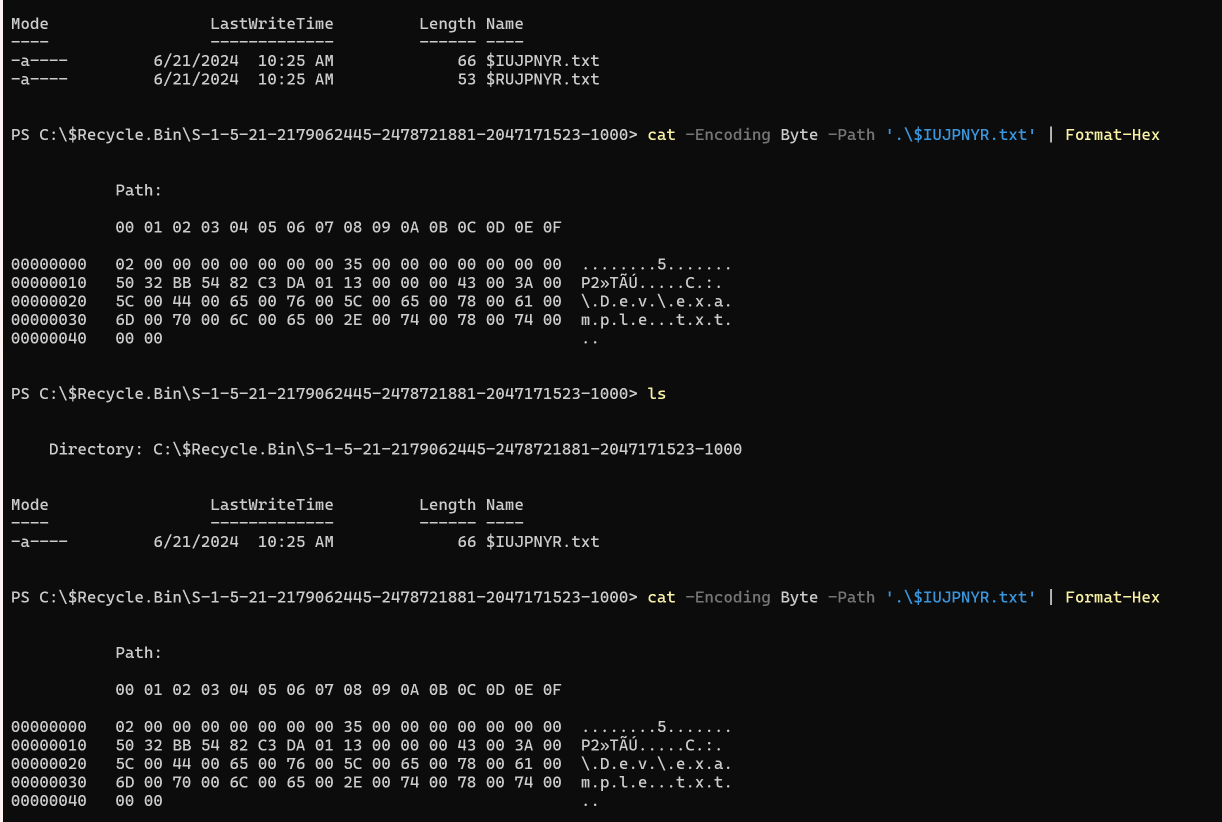 Mode                 LastWriteTime         Length Name
----                 -------------         ------ ----
-a----         6/21/2024  10:25 AM             66 $IUJPNYR.txt
-a----         6/21/2024  10:25 AM             53 $RUJPNYR.txt
PS C:\$Recycle.Bin\S-1-5-21-2179062445-2478721881-2047171523-1000> cat -Encoding Byte -Path '.\$IUJPNYR.txt' | Format-Hex
Path:
00 01 02 03 04 05 06 07 08 09 0A 0B 0C 0D 0E 0F
00000000   02 00 00 00 00 00 00 00 35 00 00 00 00 00 00 00  ........5.......
00000010   50 32 BB 54 82 C3 DA 01 13 00 00 00 43 00 3A 00  P2»TÃÚ.....C.:.
00000020   5C 00 44 00 65 00 76 00 5C 00 65 00 78 00 61 00  \.D.e.v.\.e.x.a.
00000030   6D 00 70 00 6C 00 65 00 2E 00 74 00 78 00 74 00  m.p.l.e...t.x.t.
00000040   00 00                                            ..
PS C:\$Recycle.Bin\S-1-5-21-2179062445-2478721881-2047171523-1000> ls
Directory: C:\$Recycle.Bin\S-1-5-21-2179062445-2478721881-2047171523-1000
Mode                 LastWriteTime         Length Name
----                 -------------         ------ ----
-a----         6/21/2024  10:25 AM             66 $IUJPNYR.txt
PS C:\$Recycle.Bin\S-1-5-21-2179062445-2478721881-2047171523-1000> cat -Encoding Byte -Path '.\$IUJPNYR.txt' | Format-Hex
Path:
00 01 02 03 04 05 06 07 08 09 0A 0B 0C 0D 0E 0F
00000000   02 00 00 00 00 00 00 00 35 00 00 00 00 00 00 00  ........5.......
00000010   50 32 BB 54 82 C3 DA 01 13 00 00 00 43 00 3A 00  P2»TÃÚ.....C.:.
00000020   5C 00 44 00 65 00 76 00 5C 00 65 00 78 00 61 00  \.D.e.v.\.e.x.a.
00000030   6D 00 70 00 6C 00 65 00 2E 00 74 00 78 00 74 00  m.p.l.e...t.x.t.
00000040   00 00                                            ..